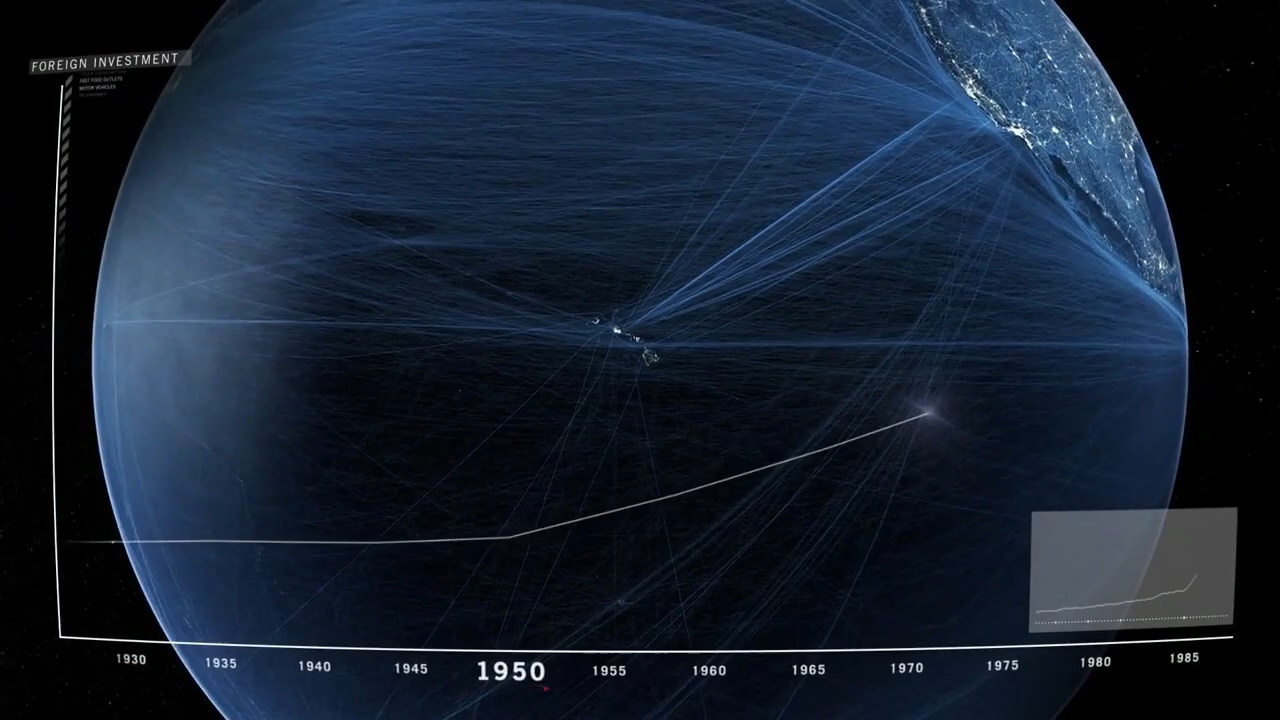 FOREIGN INVESTMENT
FAST FOOD OUTLETS
MOTOR VEHICLES
1930 1935 1940 1945 1950 1955 1960 1965 1970 1975 1980 1985